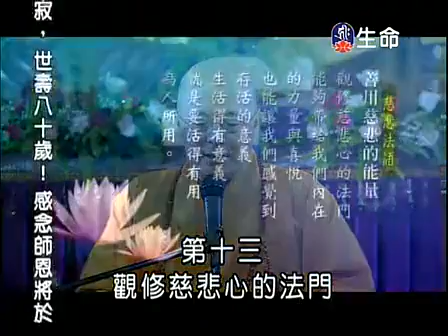 寂，世壽八十歲！感念師恩將於
生命
慈悲法語
善用慈悲的能量
觀修慈悲心的法門
能夠帶給我們內在
的力量與喜悅
也能讓我們感覺到
存活的意義
生活得有意義
就是要活得有用
為人所用。
第十三
觀修慈悲心的法門